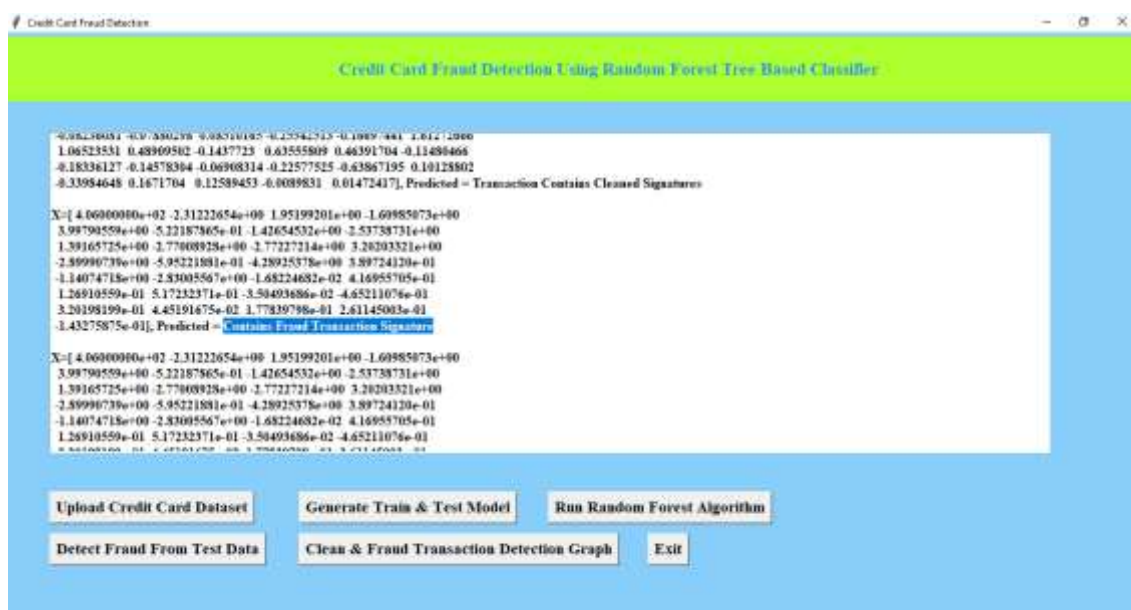 Credit Card Fraud Detection
Credit Card Fraud Detection Using Random Forest Tree Based Classifier
1.06523531 0.48909502 -0.1437723 0.63555809 0.46391704 -0.11480466
-0.18336127 -0.14578304 -0.06908314 -0.22577525 -0.63867195 0.10128802
-0.33984648 0.1671704 0.12589453 -0.0089831 0.01472417], Predicted = Transaction Contains Cleaned Signatures
X=[ 4.06000000e+02 -2.31222654e+00 1.95199201e+00 -1.60985073e+00
3.99790559e+00 -5.22187865e-01 -1.42654532e+00 -2.53738731e+00
1.39165725e+00 -2.77008928e+00 -2.77227214e+00 3.20203321e+00
-2.89990739e+00 -5.95221881e-01 -4.28925378e+00 3.89724120e-01
-1.14074718e+00 -2.83005567e+00 -1.68224682e-02 4.16955705e-01
1.26910559e-01 5.17232371e-01 -3.50493686e-02 -4.65211076e-01
3.20198199e-01 4.45191675e-02 1.77839798e-01 2.61145003e-01
-1.43275875e-01], Predicted = Contains Fraud Transaction Signature
X=[ 4.06000000e+02 -2.31222654e+00 1.95199201e+00 -1.60985073e+00
3.99790559e+00 -5.22187865e-01 -1.42654532e+00 -2.53738731e+00
1.39165725e+00 -2.77008928e+00 -2.77227214e+00 3.20203321e+00
-2.89990739e+00 -5.95221881e-01 -4.28925378e+00 3.89724120e-01
-1.14074718e+00 -2.83005567e+00 -1.68224682e-02 4.16955705e-01
1.26910559e-01 5.17232371e-01 -3.50493686e-02 -4.65211076e-01
Upload Credit Card Dataset
Generate Train & Test Model
Run Random Forest Algorithm
Detect Fraud From Test Data
Clean & Fraud Transaction Detection Graph
Exit